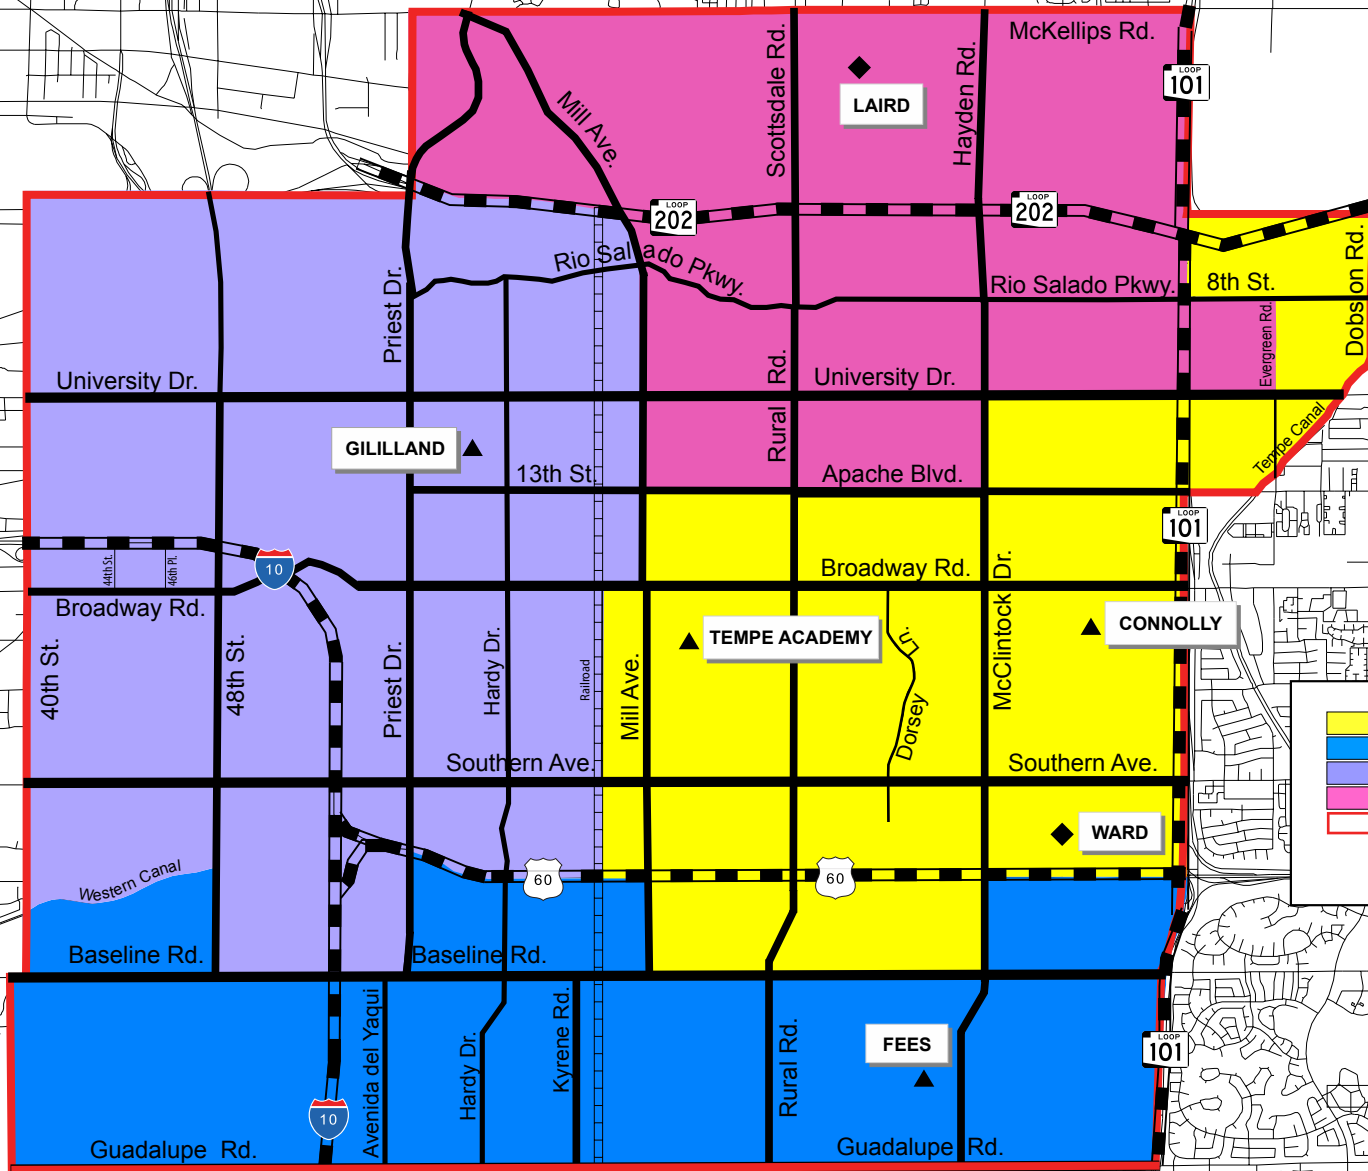 McKellips Rd.
Scottsdale Rd.
Hayden Rd.
LOOP
101
LAIRD
Mill Ave.
LOOP
202
LOOP
202
Rio Salado Pkwy.
Rio Salado Pkwy.
8th St.
Dobson Rd.
Priest Dr.
Evergreen Rd.
University Dr.
Rural Rd.
University Dr.
GILILLAND
13th St.
Apache Blvd.
Tempe Canal
LOOP
101
44th St.
46th Pl.
10
Broadway Rd.
Broadway Rd.
McClintock Dr.
40th St.
48th St.
Priest Dr.
Hardy Dr.
Railroad
Mill Ave.
TEMPE ACADEMY
Dorsey Ln.
CONNOLLY
Southern Ave.
Southern Ave.
WARD
Western Canal
60
60
Baseline Rd.
Baseline Rd.
Avenida del Yaqui
Hardy Dr.
Kyrene Rd.
Rural Rd.
FEES
LOOP
101
10
Guadalupe Rd.
Guadalupe Rd.